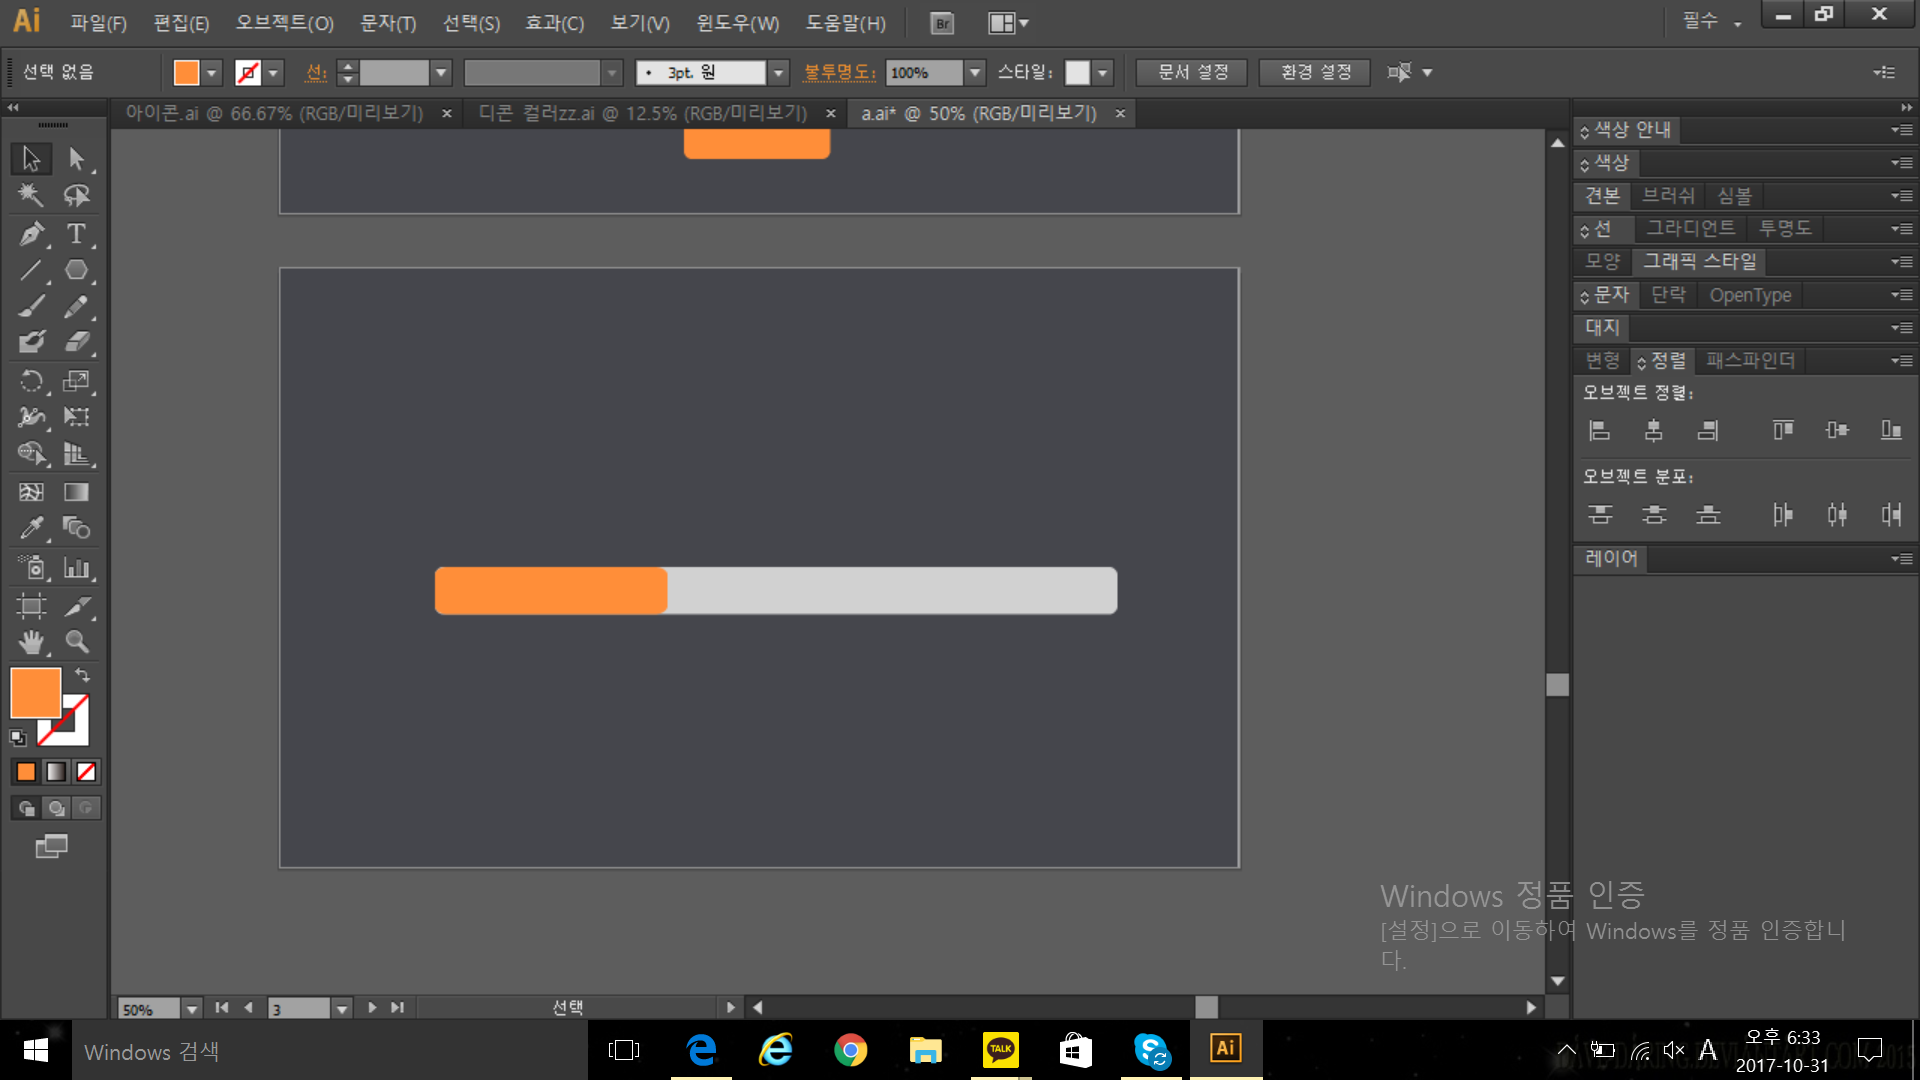 Ai 파일(F) 편집(E) 오브젝트(O) 문자(T) 선택(S) 효과(C) 보기(V) 윈도우(W) 도움말(H) Br 필수
선택 없음 선: 3pt. 원 불투명도: 100% 스타일: 문서 설정 환경 설정
아이콘.ai @ 66.67% (RGB/미리보기) 디콘 컬러zz.ai @ 12.5% (RGB/미리보기) a.ai* @ 50% (RGB/미리보기)
색상 안내
색상
견본 브러쉬 심볼
선 그라디언트 투명도
모양 그래픽 스타일
문자 단락 OpenType
대지
변형 정렬 패스파인더
오브젝트 정렬:
오브젝트 분포:
레이어
Windows 정품 인증
[설정]으로 이동하여 Windows를 정품 인증합니
다.
50% 3 선택
Windows 검색 TALK Ai A 오후 6:33
2017-10-31